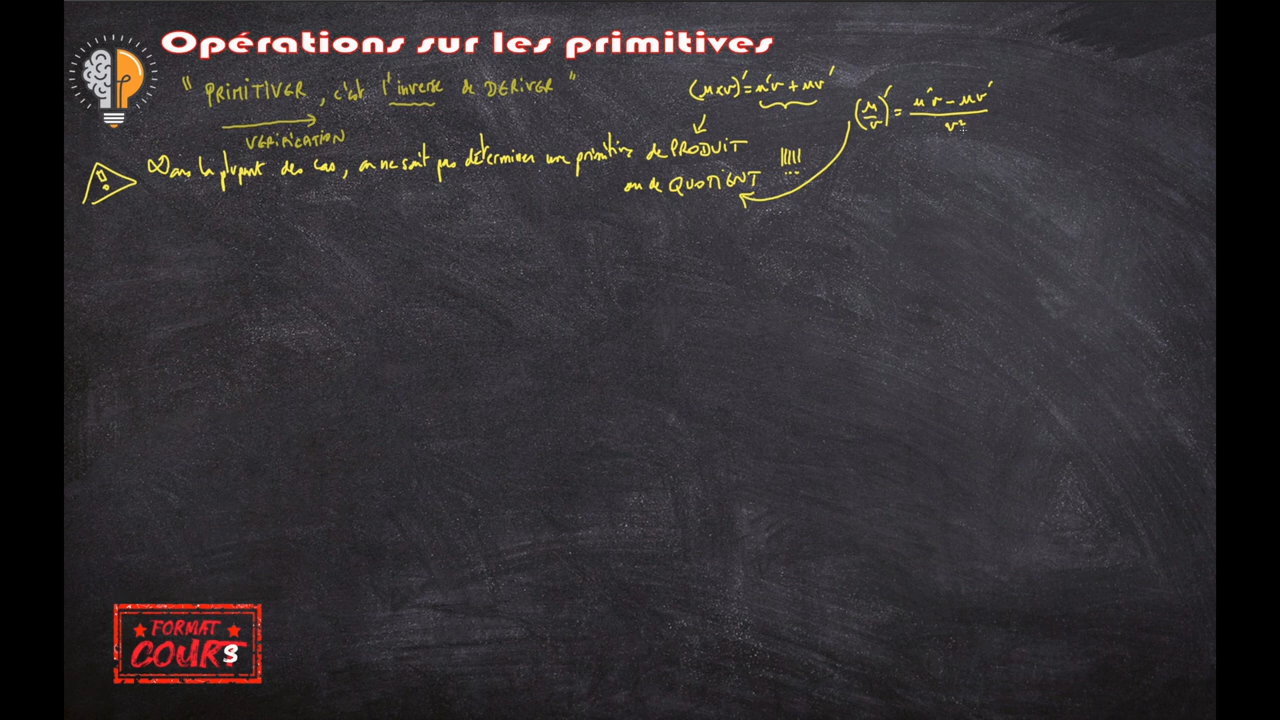 Opérations sur les primitives
" PRIMITIVER, c'est l'inverse de DERIVER "
VERIFICATION
(u×v)' = u'v + uv'
(u/v)' = (u'v - uv')/v²
! Dans la plupart des cas, on ne sait pas déterminer une primitive de PRODUIT !!!!!
ou de QUOTIENT
FORMAT
COURS